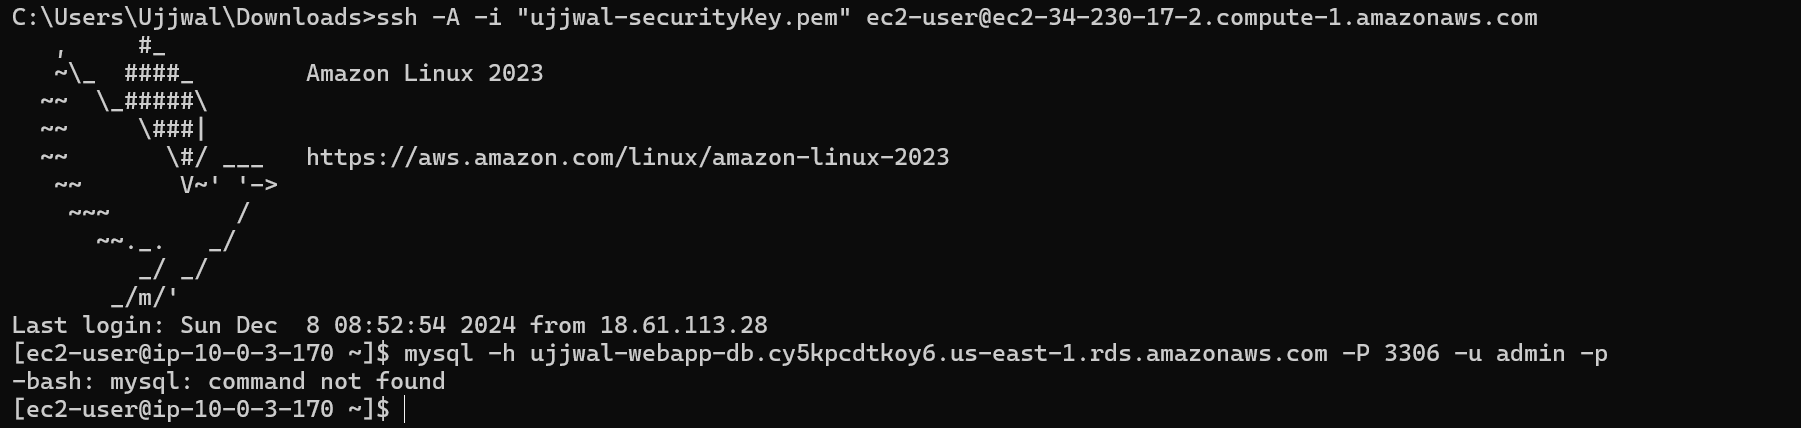 C:\Users\Ujjwal\Downloads>ssh -A -i "ujjwal-securityKey.pem" ec2-user@ec2-34-230-17-2.compute-1.amazonaws.com
   ,     #_
   ~\_  ####_        Amazon Linux 2023
  ~~  \_#####\
  ~~     \###|
  ~~       \#/ ___   https://aws.amazon.com/linux/amazon-linux-2023
   ~~       V~' '->
    ~~~         /
      ~~._.   _/
         _/ _/
       _/m/'
Last login: Sun Dec  8 08:52:54 2024 from 18.61.113.28
[ec2-user@ip-10-0-3-170 ~]$ mysql -h ujjwal-webapp-db.cy5kpcdtkoy6.us-east-1.rds.amazonaws.com -P 3306 -u admin -p
-bash: mysql: command not found
[ec2-user@ip-10-0-3-170 ~]$